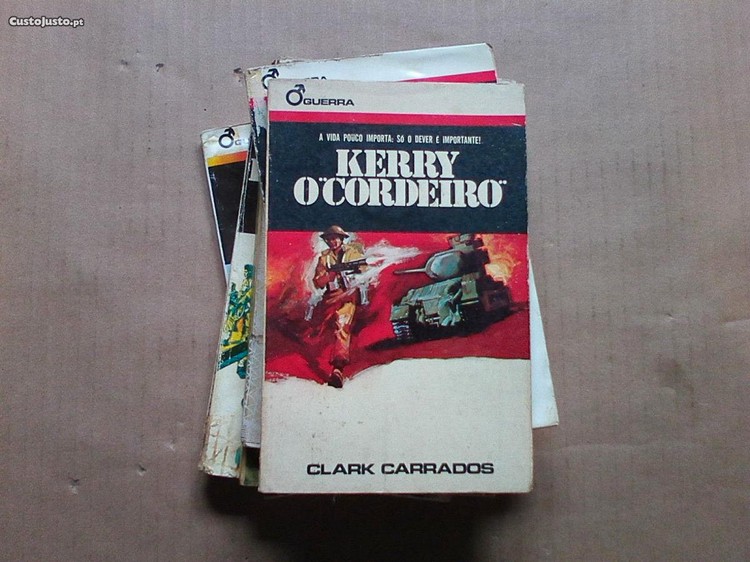 CustoJusto.pt
GUERRA
A VIDA POUCO IMPORTA: SÓ O DEVER É IMPORTANTE!
KERRY
O "CORDEIRO"
CLARK CARRADOS